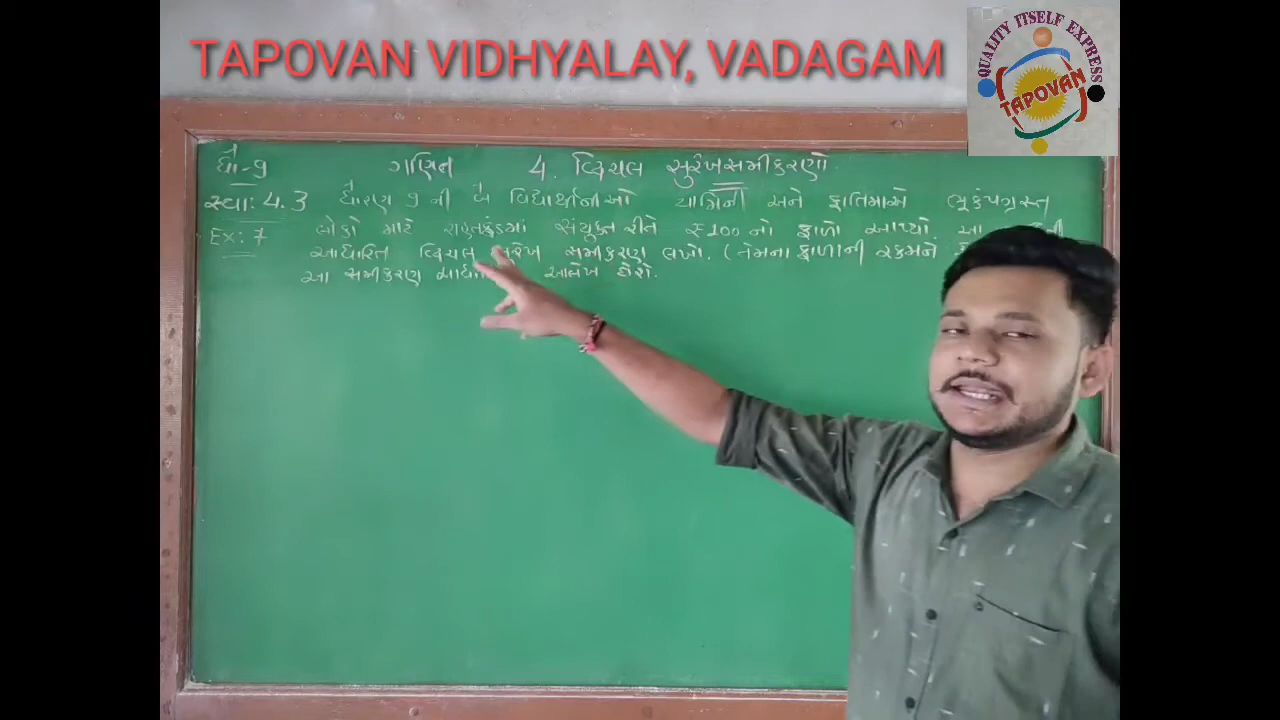 TAPOVAN VIDHYALAY, VADAGAM
QUALITY ITSELF EXPRESS
TAPOVAN
ધો-9 ગણિત 4. દ્વિચલ સુરેખ સમીકરણો
સ્વા: 4.3 ધોરણ 9 ની બે વિદ્યાર્થીનીઓ યામિની અને ફાતિમાએ ભૂકંપગ્રસ્ત
Ex: 7 લોકો માટે રાહતફંડમાં સંયુક્ત રીતે ₹100 નો ફાળો આપ્યો. આ
આધારિત દ્વિચલ સુરેખ સમીકરણ લખો. (તેમના ફાળાની રકમને
આ સમીકરણ આલેખ દોરો.